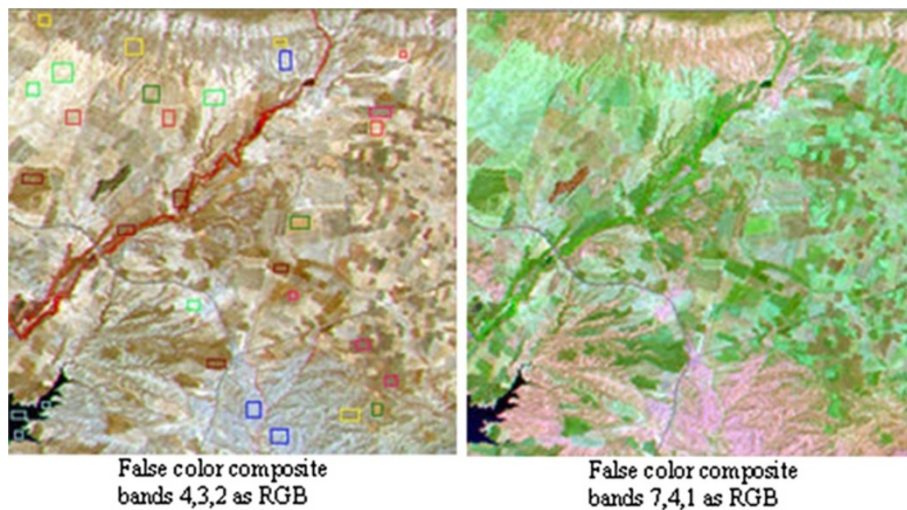 False color composite
bands 4,3,2 as RGB
False color composite
bands 7,4,1 as RGB